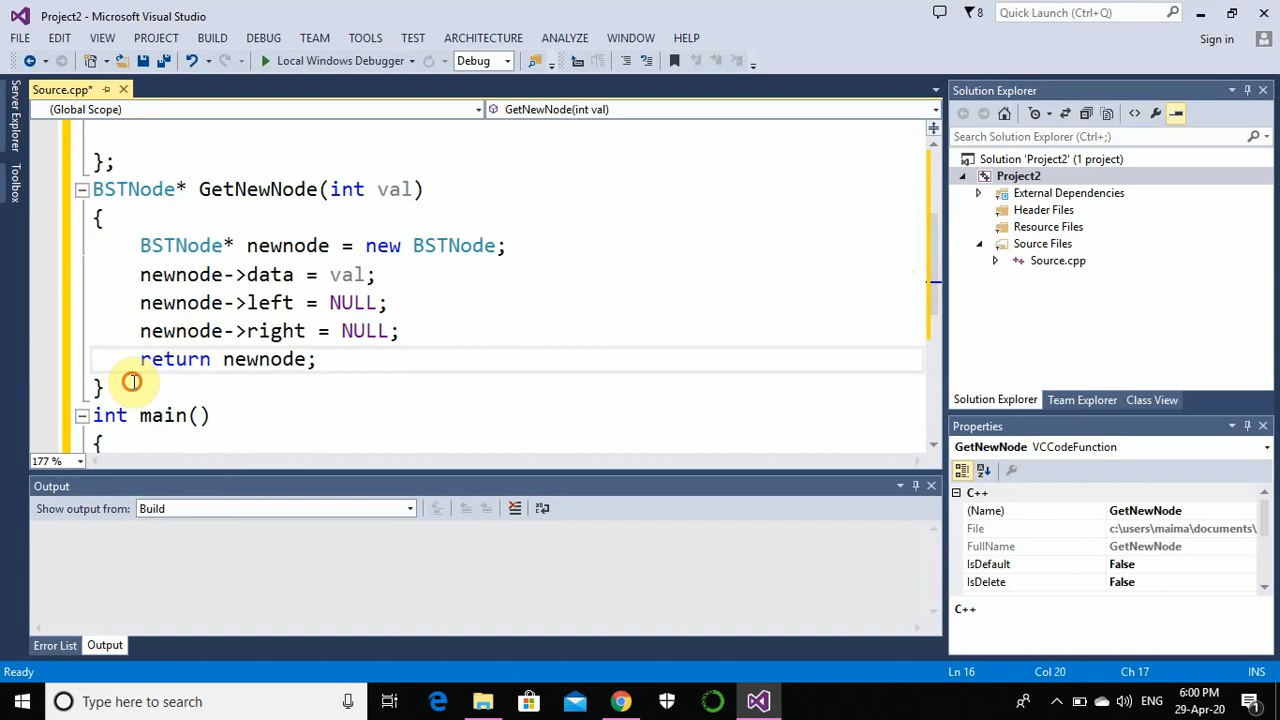 Project2 - Microsoft Visual Studio
8
Quick Launch (Ctrl+Q)
FILE EDIT VIEW PROJECT BUILD DEBUG TEAM TOOLS TEST ARCHITECTURE ANALYZE WINDOW HELP
Sign in
Local Windows Debugger
Debug
Server Explorer
Toolbox
Source.cpp*
(Global Scope)
GetNewNode(int val)
};
BSTNode* GetNewNode(int val)
{
BSTNode* newnode = new BSTNode;
newnode->data = val;
newnode->left = NULL;
newnode->right = NULL;
return newnode;
}
int main()
{
177 %
Output
Show output from: Build
Error List
Output
Solution Explorer
Search Solution Explorer (Ctrl+;)
Solution 'Project2' (1 project)
Project2
External Dependencies
Header Files
Resource Files
Source Files
Source.cpp
Solution Explorer Team Explorer Class View
Properties
GetNewNode VCCodeFunction
C++
(Name) GetNewNode
File c:\users\maima\documents\
FullName GetNewNode
IsDefault False
IsDelete False
C++
Ready
Ln 16
Col 20
Ch 17
INS
Type here to search
ENG
6:00 PM
29-Apr-20
1